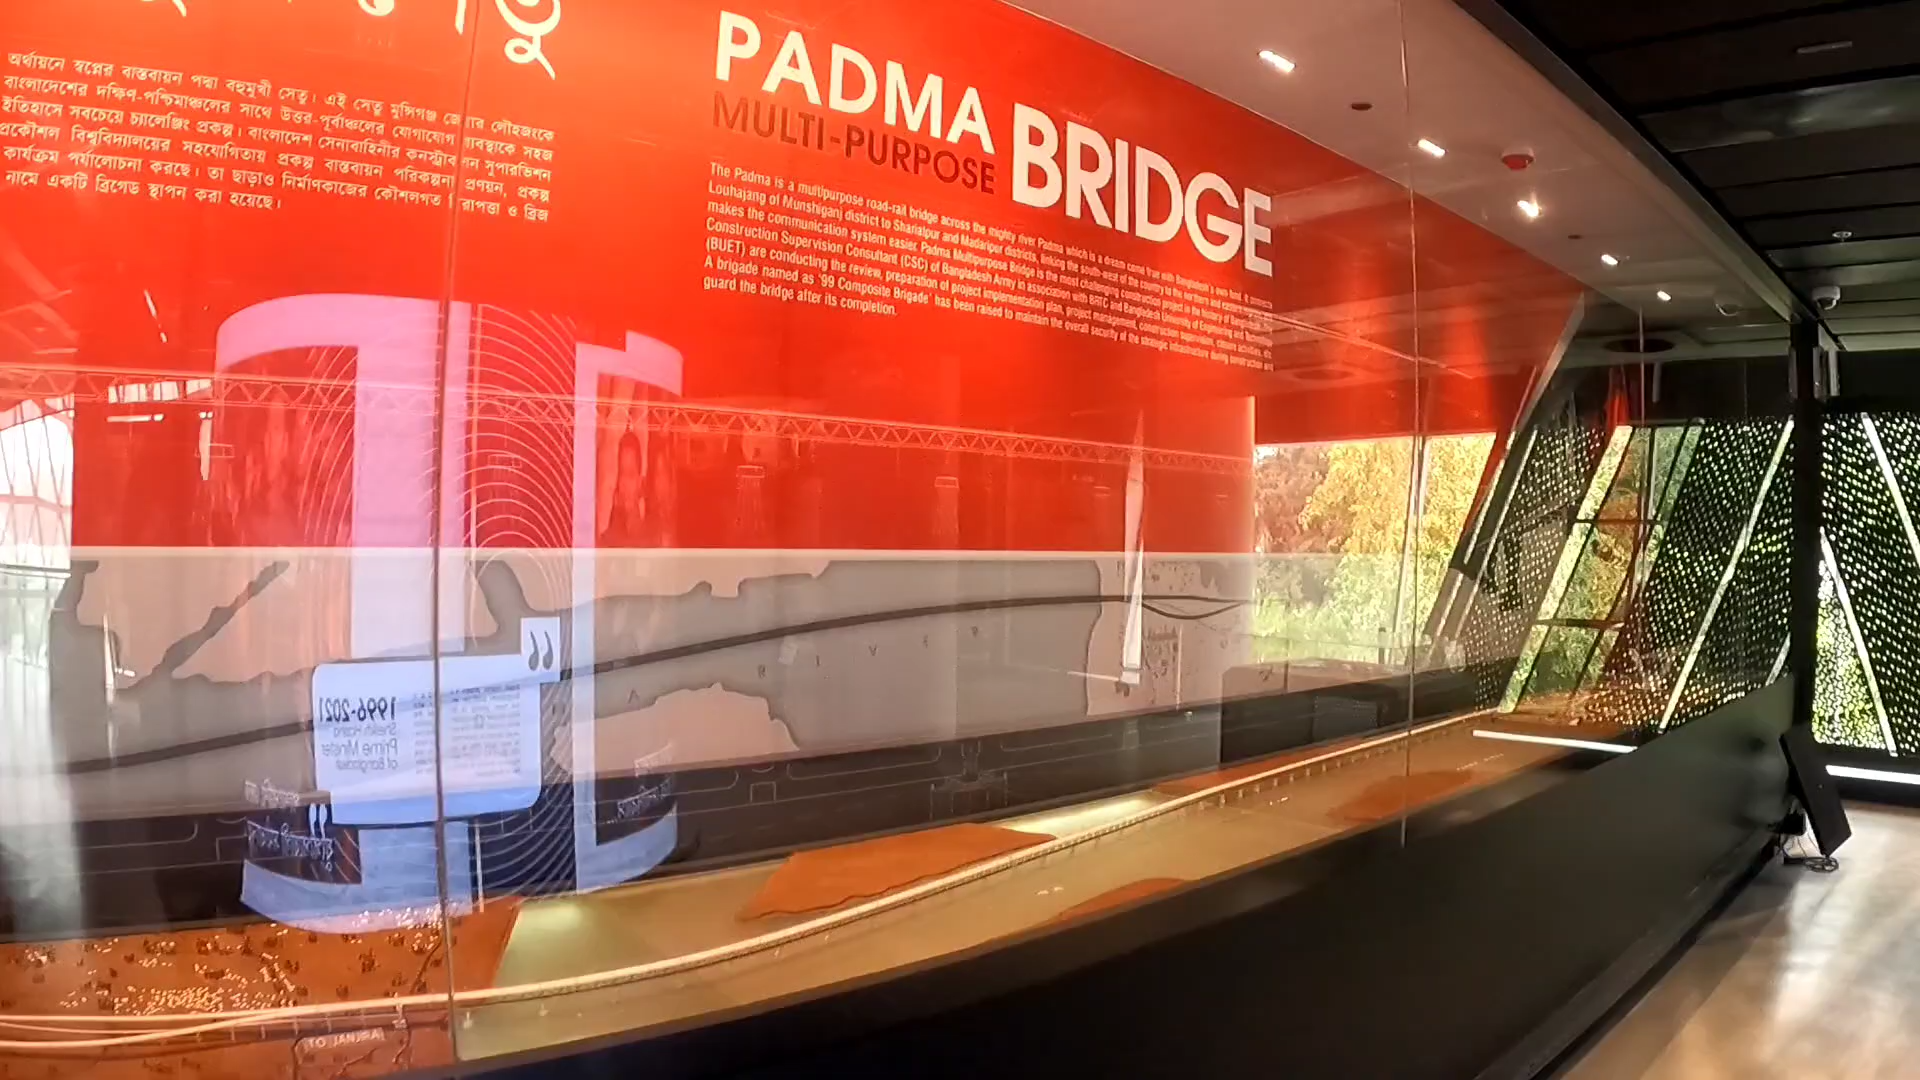 সেতু
অর্থায়নে স্বপ্নের বাস্তবায়ন পদ্মা বহুমুখী সেতু। এই সেতু মুন্সিগঞ্জ জেলার লৌহজংকে
বাংলাদেশের দক্ষিণ-পশ্চিমাঞ্চলের সাথে উত্তর-পূর্বাঞ্চলের যোগাযোগ ব্যবস্থাকে সহজ
ইতিহাসে সবচেয়ে চ্যালেঞ্জিং প্রকল্প। বাংলাদেশ সেনাবাহিনীর কনস্ট্রাকশন সুপারভিশন
প্রকৌশল বিশ্ববিদ্যালয়ের সহযোগিতায় প্রকল্প বাস্তবায়ন পরিকল্পনা প্রণয়ন, প্রকল্প
কার্যক্রম পর্যালোচনা করছে। তা ছাড়াও নির্মাণকাজের কৌশলগত নিরাপত্তা ও ব্রিজ
নামে একটি ব্রিগেড স্থাপন করা হয়েছে।
PADMA
MULTI-PURPOSE
BRIDGE
The Padma is a multipurpose road-rail bridge across the mighty river Padma which is a dream come true with Bangladesh's own fund. It connects
Louhajang of Munshiganj district to Shariatpur and Madaripur districts, linking the south-west of the country to the northern and eastern regions
makes the communication system easier. Padma Multipurpose Bridge is the most challenging construction project in the history of Bangladesh. The
Construction Supervision Consultant (CSC) of Bangladesh Army in association with BRTC and Bangladesh University of Engineering and Technology
(BUET) are conducting the review, preparation of project implementation plan, project management, construction supervision, closure activities, etc
A brigade named as '99 Composite Brigade' has been raised to maintain the overall security of the strategic infrastructure during construction and
guard the bridge after its completion.
A R I V E R
1996-2021
Sheikh Hasina
Prime Minister
of Bangladesh
TO JANJIRA